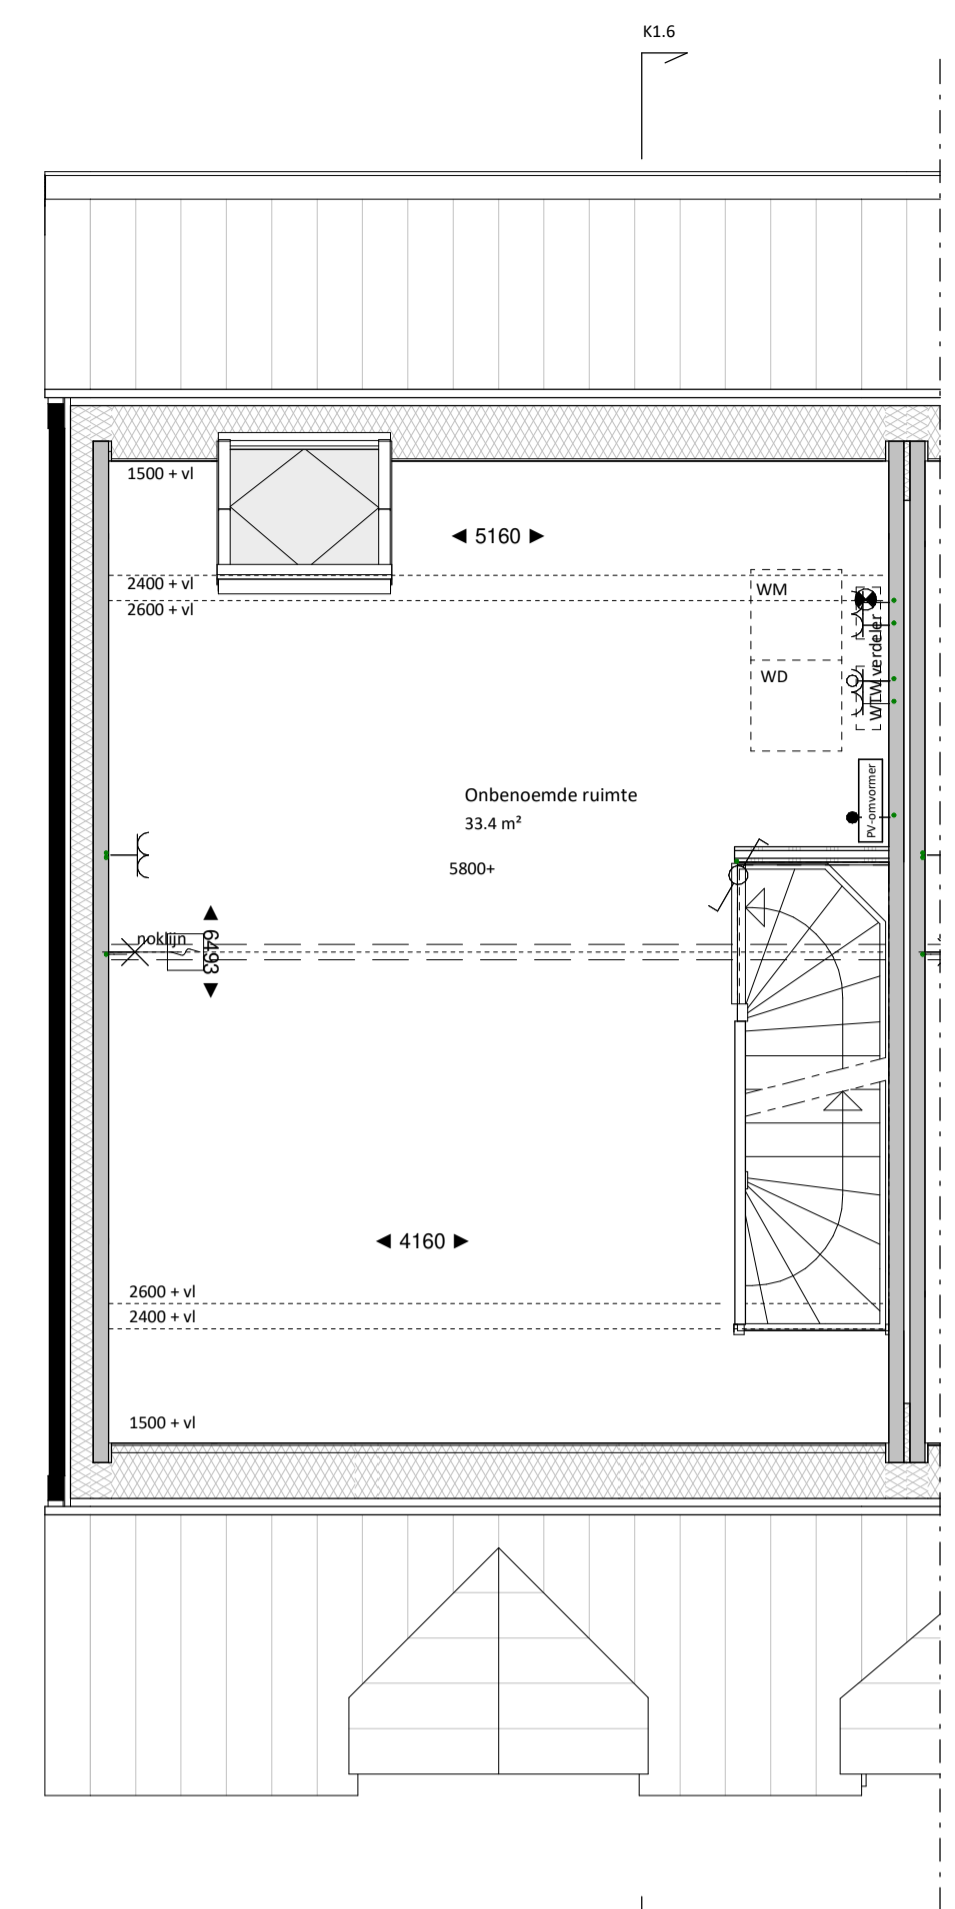 K1.6
1500 + vl
◄ 5160 ►
2400 + vl
2600 + vl
WM
WD
WTW verdeler
PV-omvormer
Onbenoemde ruimte
33.4 m²
5800+
noklijn
◄ 6493 ►
◄ 4160 ►
2600 + vl
2400 + vl
1500 + vl